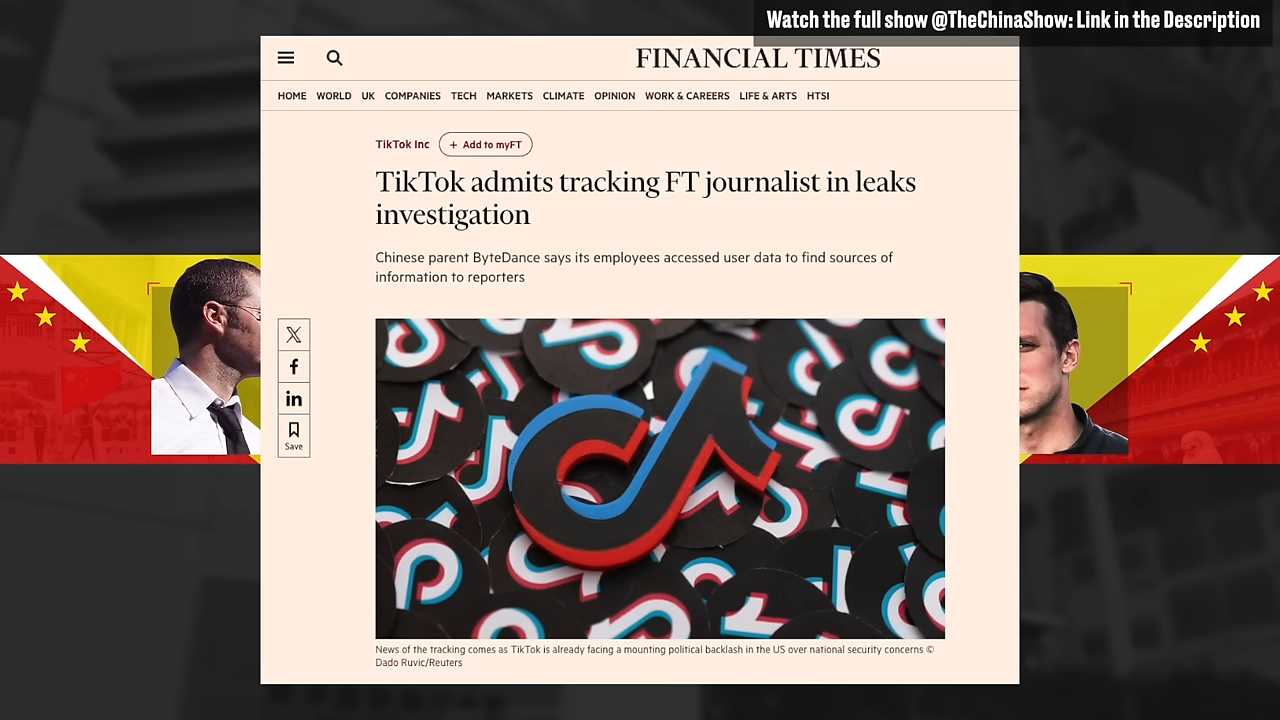 Watch the full show @TheChinaShow: Link in the Description
FINANCIAL TIMES
HOME WORLD UK COMPANIES TECH MARKETS CLIMATE OPINION WORK & CAREERS LIFE & ARTS HTSI
TikTok Inc + Add to myFT
TikTok admits tracking FT journalist in leaks
investigation
Chinese parent ByteDance says its employees accessed user data to find sources of
information to reporters
Save
News of the tracking comes as TikTok is already facing a mounting political backlash in the US over national security concerns ©
Dado Ruvic/Reuters